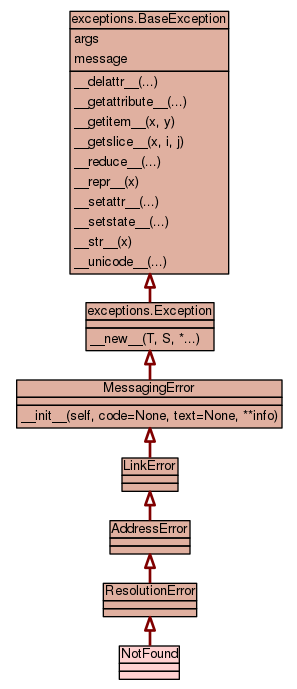 exceptions.BaseException
args
message
__delattr__(...)
__getattribute__(...)
__getitem__(x, y)
__getslice__(x, i, j)
__reduce__(...)
__repr__(x)
__setattr__(...)
__setstate__(...)
__str__(x)
__unicode__(...)
exceptions.Exception
__new__(T, S, *...)
MessagingError
__init__(self, code=None, text=None, **info)
LinkError
AddressError
ResolutionError
NotFound